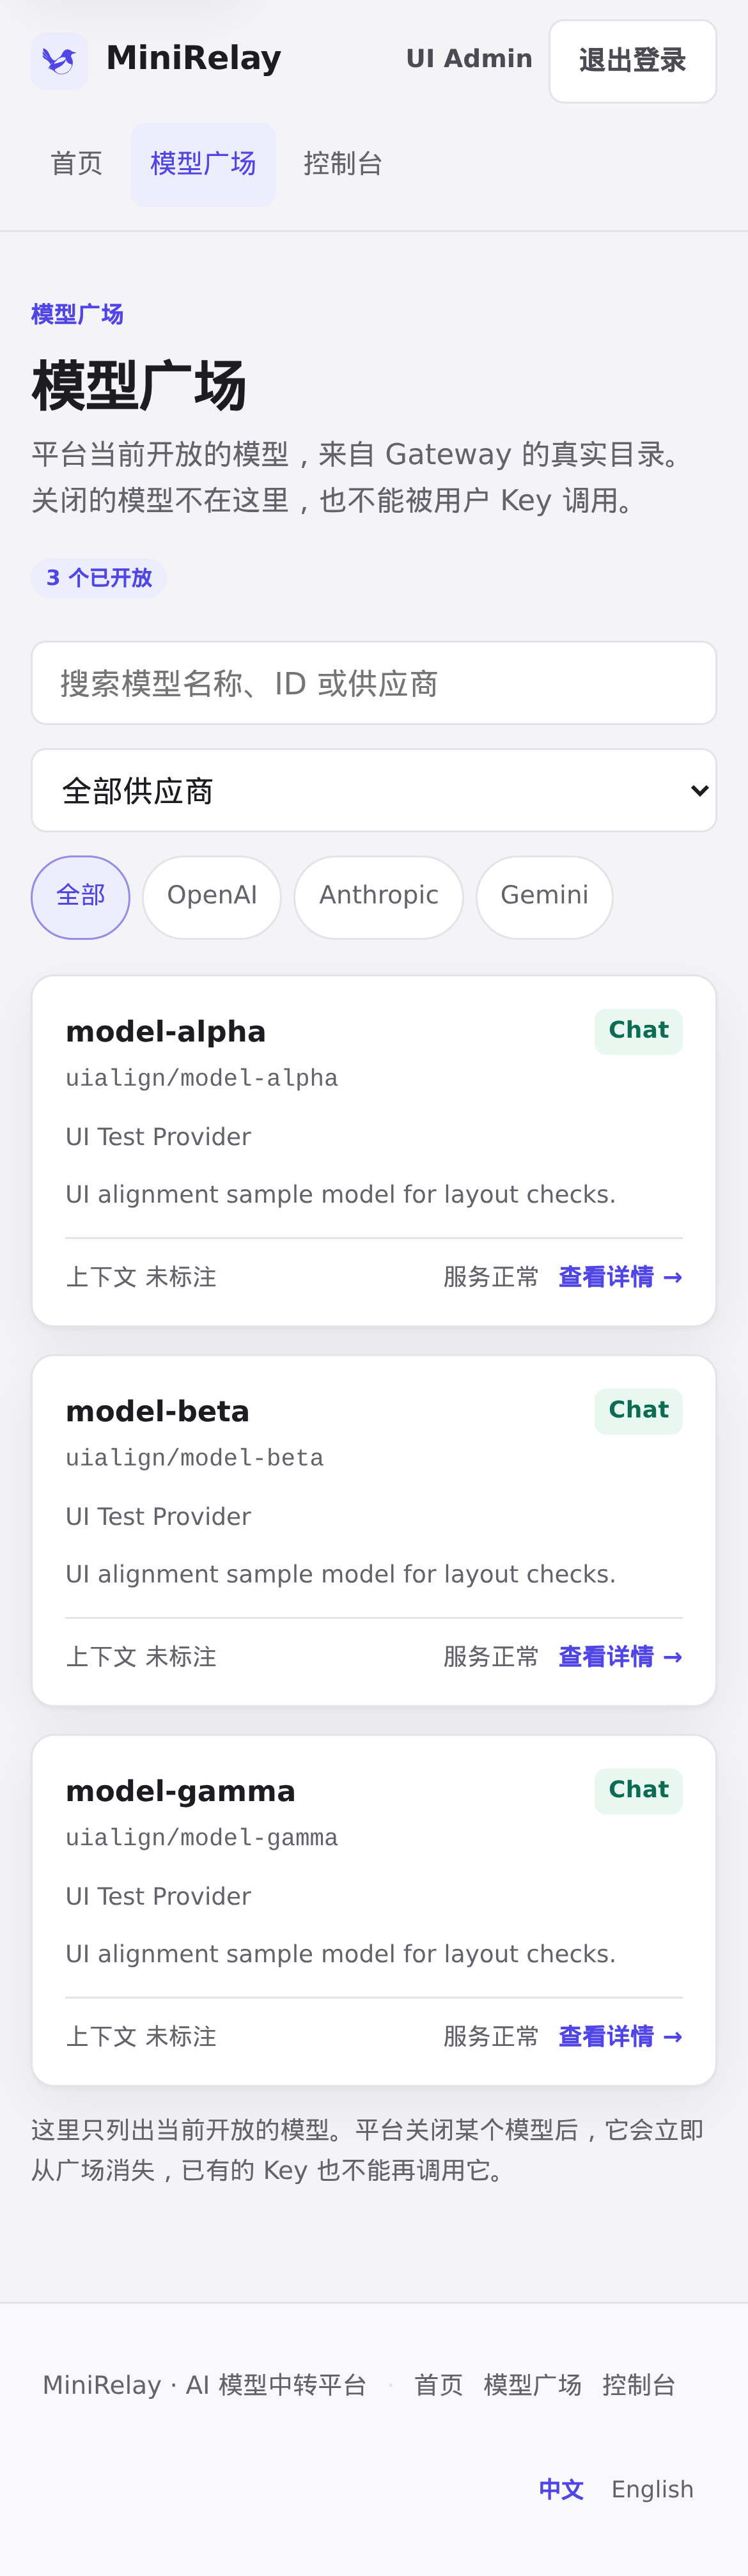 MiniRelay
UI Admin
退出登录
首页
模型广场
控制台
模型广场
模型广场
平台当前开放的模型，来自 Gateway 的真实目录。
关闭的模型不在这里，也不能被用户 Key 调用。
3 个已开放
搜索模型名称、ID 或供应商
全部供应商
全部
OpenAI
Anthropic
Gemini
model-alpha
Chat
uialign/model-alpha
UI Test Provider
UI alignment sample model for layout checks.
上下文 未标注
服务正常
查看详情 →
model-beta
Chat
uialign/model-beta
UI Test Provider
UI alignment sample model for layout checks.
上下文 未标注
服务正常
查看详情 →
model-gamma
Chat
uialign/model-gamma
UI Test Provider
UI alignment sample model for layout checks.
上下文 未标注
服务正常
查看详情 →
这里只列出当前开放的模型。平台关闭某个模型后，它会立即
从广场消失，已有的 Key 也不能再调用它。
MiniRelay · AI 模型中转平台 · 首页 模型广场 控制台
中文 English